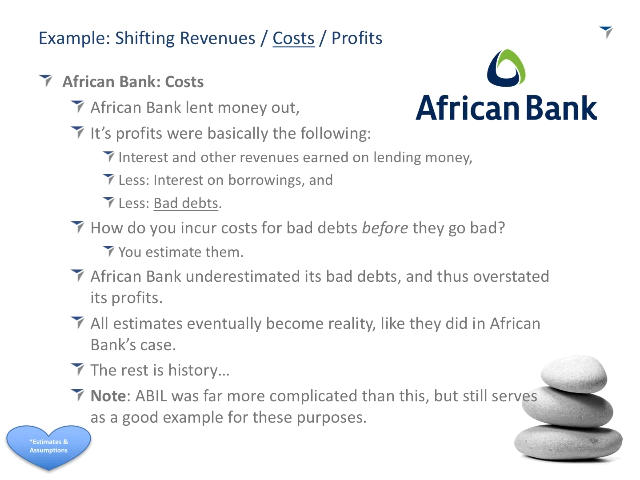 Example: Shifting Revenues / Costs / Profits
African Bank: Costs
African Bank
African Bank lent money out,
It's profits were basically the following:
Interest and other revenues earned on lending money,
Less: Interest on borrowings, and
Less: Bad debts.
How do you incur costs for bad debts before they go bad?
You estimate them.
African Bank underestimated its bad debts, and thus overstated
its profits.
All estimates eventually become reality, like they did in African
Bank's case.
The rest is history…
Note: ABIL was far more complicated than this, but still serves
as a good example for these purposes.
*Estimates &
Assumptions